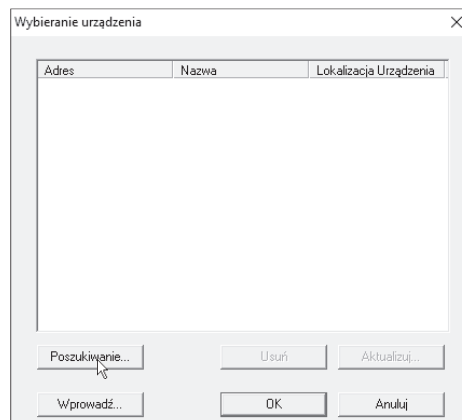 Wybieranie urządzenia
Adres Nazwa Lokalizacja Urządzenia
Poszukiwanie... Usuń Aktualizuj...
Wprowadź... OK Anuluj